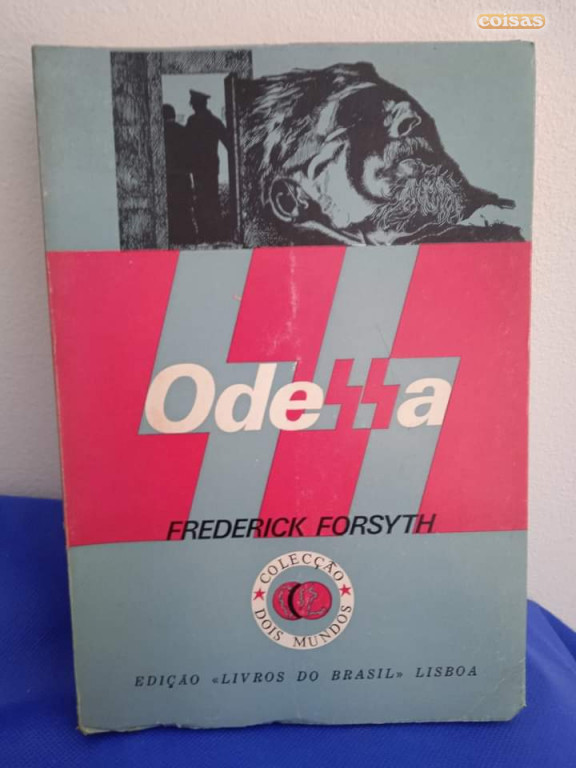 coisas
Odessa
FREDERICK FORSYTH
COLECÇÃO
DOIS MUNDOS
EDIÇÃO «LIVROS DO BRASIL» LISBOA